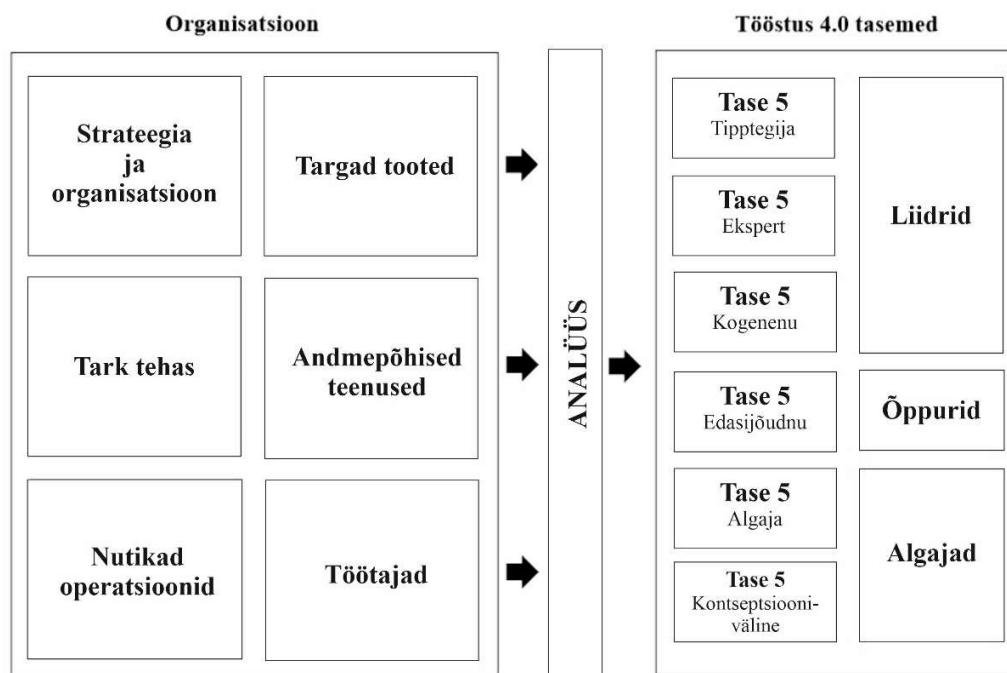 Organisatsioon
Strateegia
ja
organisatsioon
Targad tooted
Tark tehas
Andmepõhised
teenused
Nutikad
operatsioonid
Töötajad
ANALÜÜS
Tööstus 4.0 tasemed
Tase 5
Tipptegija
Tase 5
Ekspert
Tase 5
Kogenenu
Tase 5
Edasijõudnu
Tase 5
Algaja
Tase 5
Kontseptsiooni-
väline
Liidrid
Õppurid
Algajad